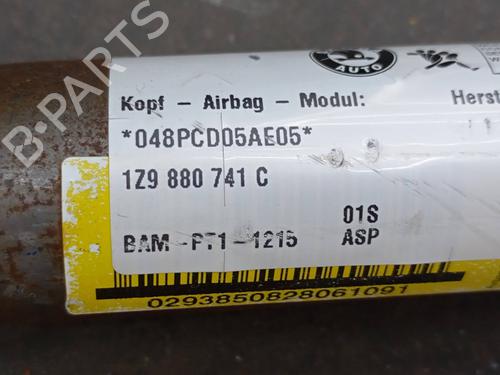 B-PARTS
AUTO
Kopf - Airbag - Modul: Herst
*048PCD05AE05*
1Z9 880 741 C
01S
BAM -PT1-1215 ASP
0293850828061091